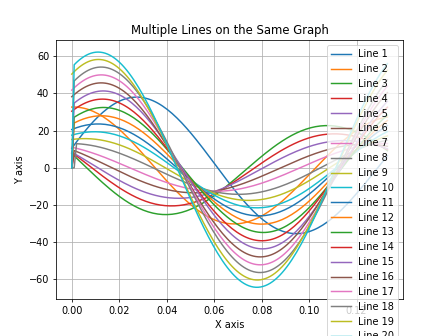 Multiple Lines on the Same Graph
Y axis
60
40
20
0
−20
−40
−60
0.00
0.02
0.04
0.06
0.08
0.10
X axis
Line 1
Line 2
Line 3
Line 4
Line 5
Line 6
Line 7
Line 8
Line 9
Line 10
Line 11
Line 12
Line 13
Line 14
Line 15
Line 16
Line 17
Line 18
Line 19
Line 20